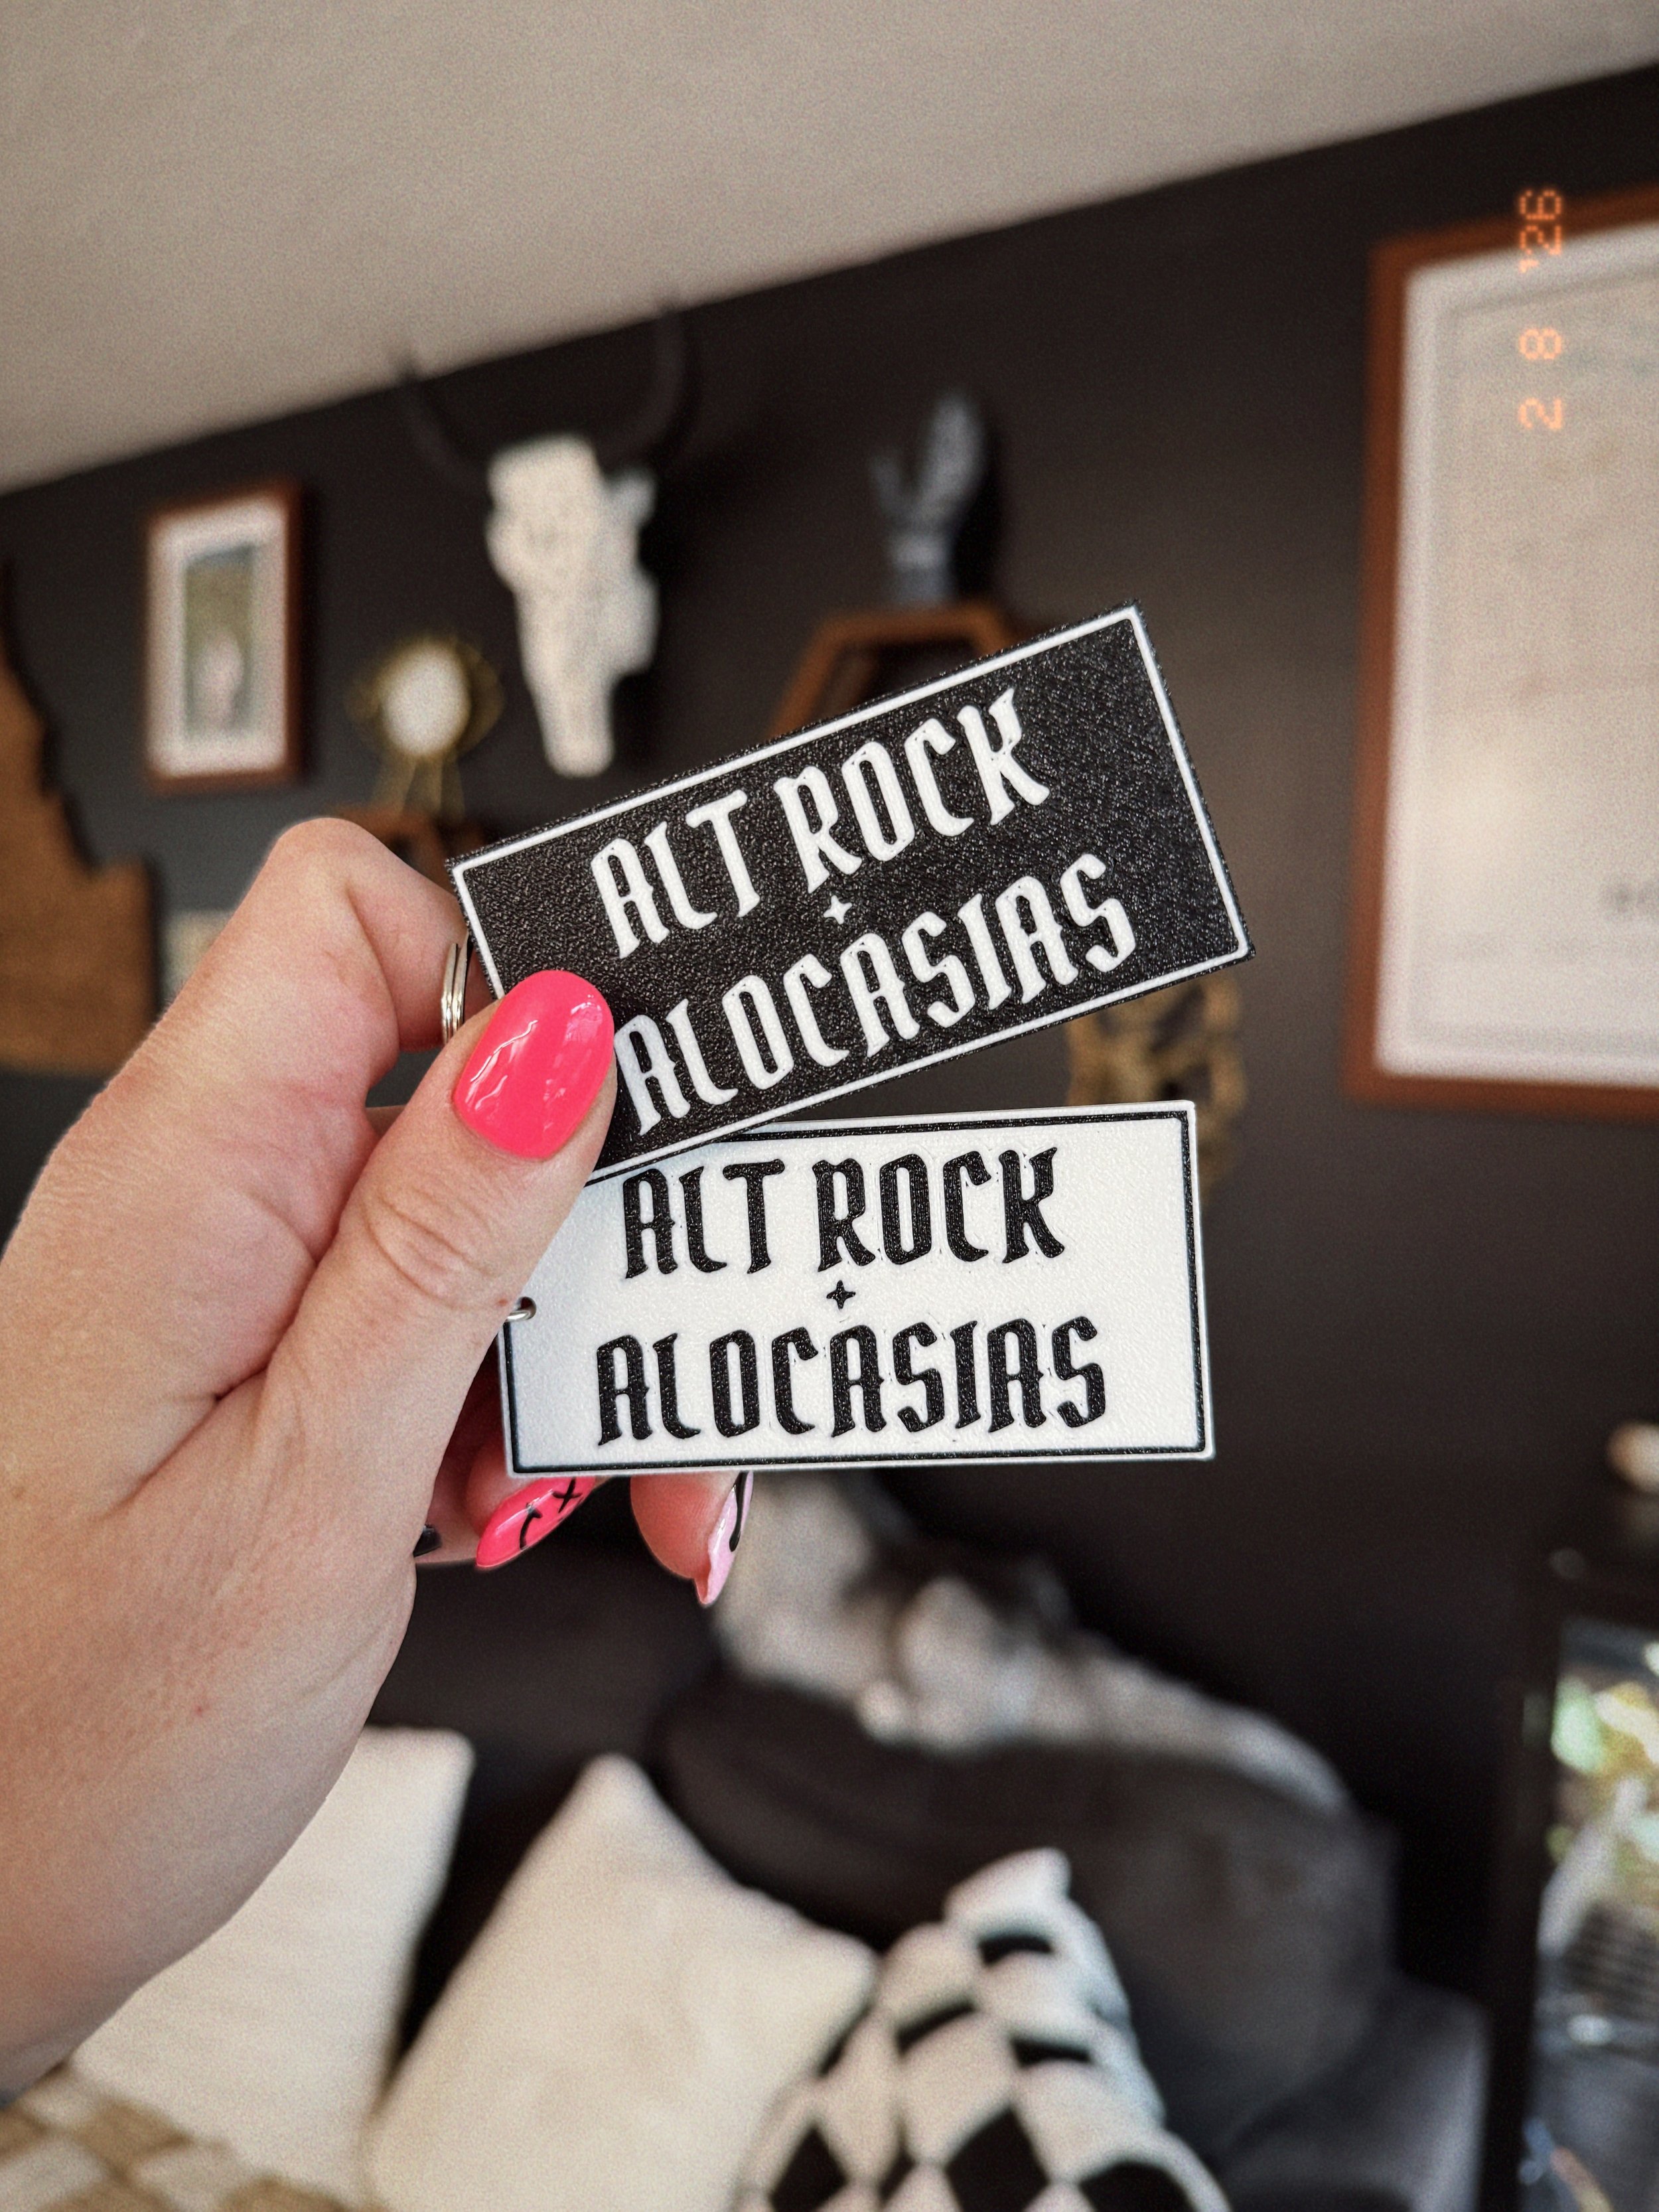 ALT ROCK
ALOCASIAS
ALT ROCK
ALOCASIAS
2 8 '26